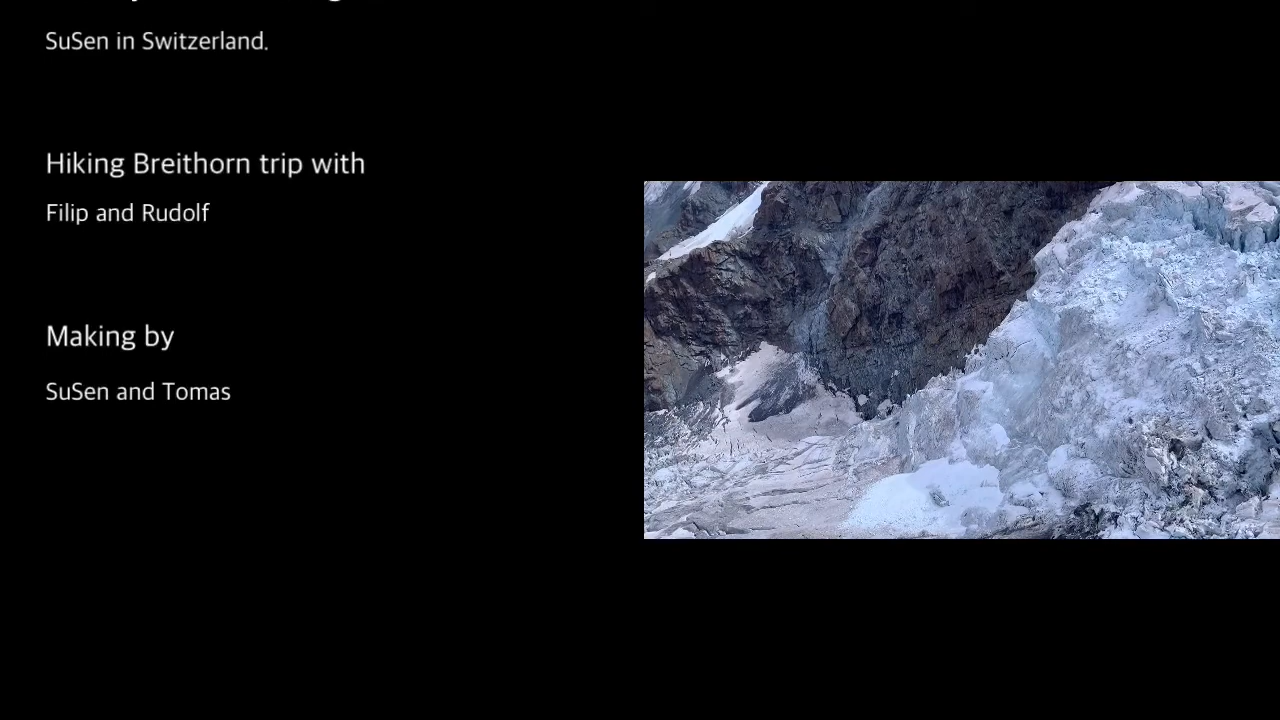 SuSen in Switzerland.
Hiking Breithorn trip with
Filip and Rudolf
Making by
SuSen and Tomas